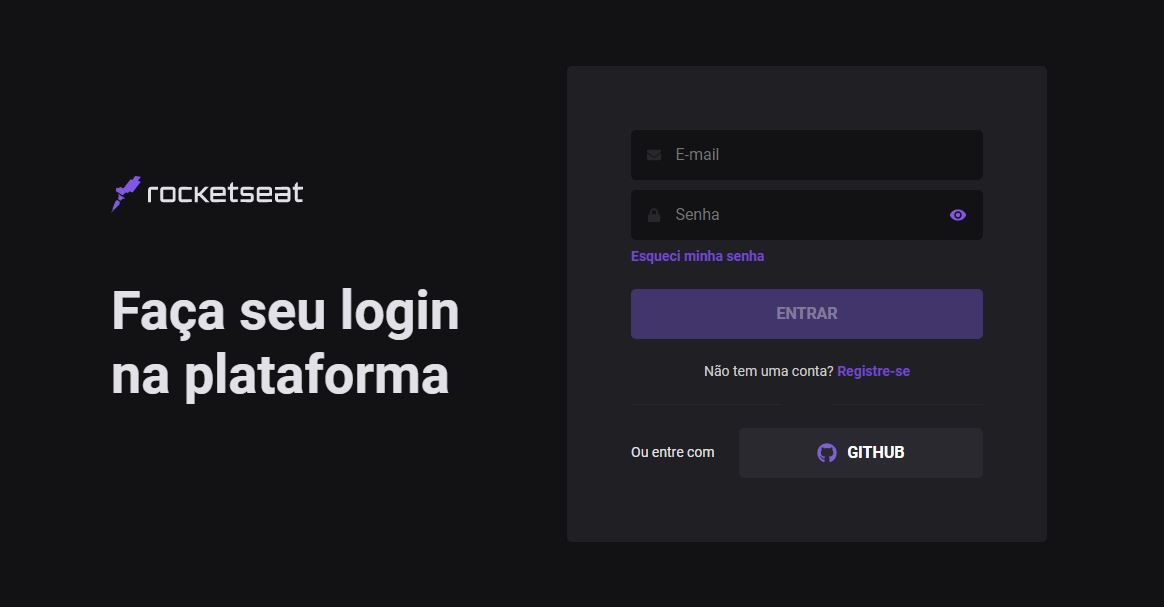 rocketseat
Faça seu login
na plataforma
E-mail
Senha
Esqueci minha senha
ENTRAR
Não tem uma conta? Registre-se
Ou entre com
GITHUB